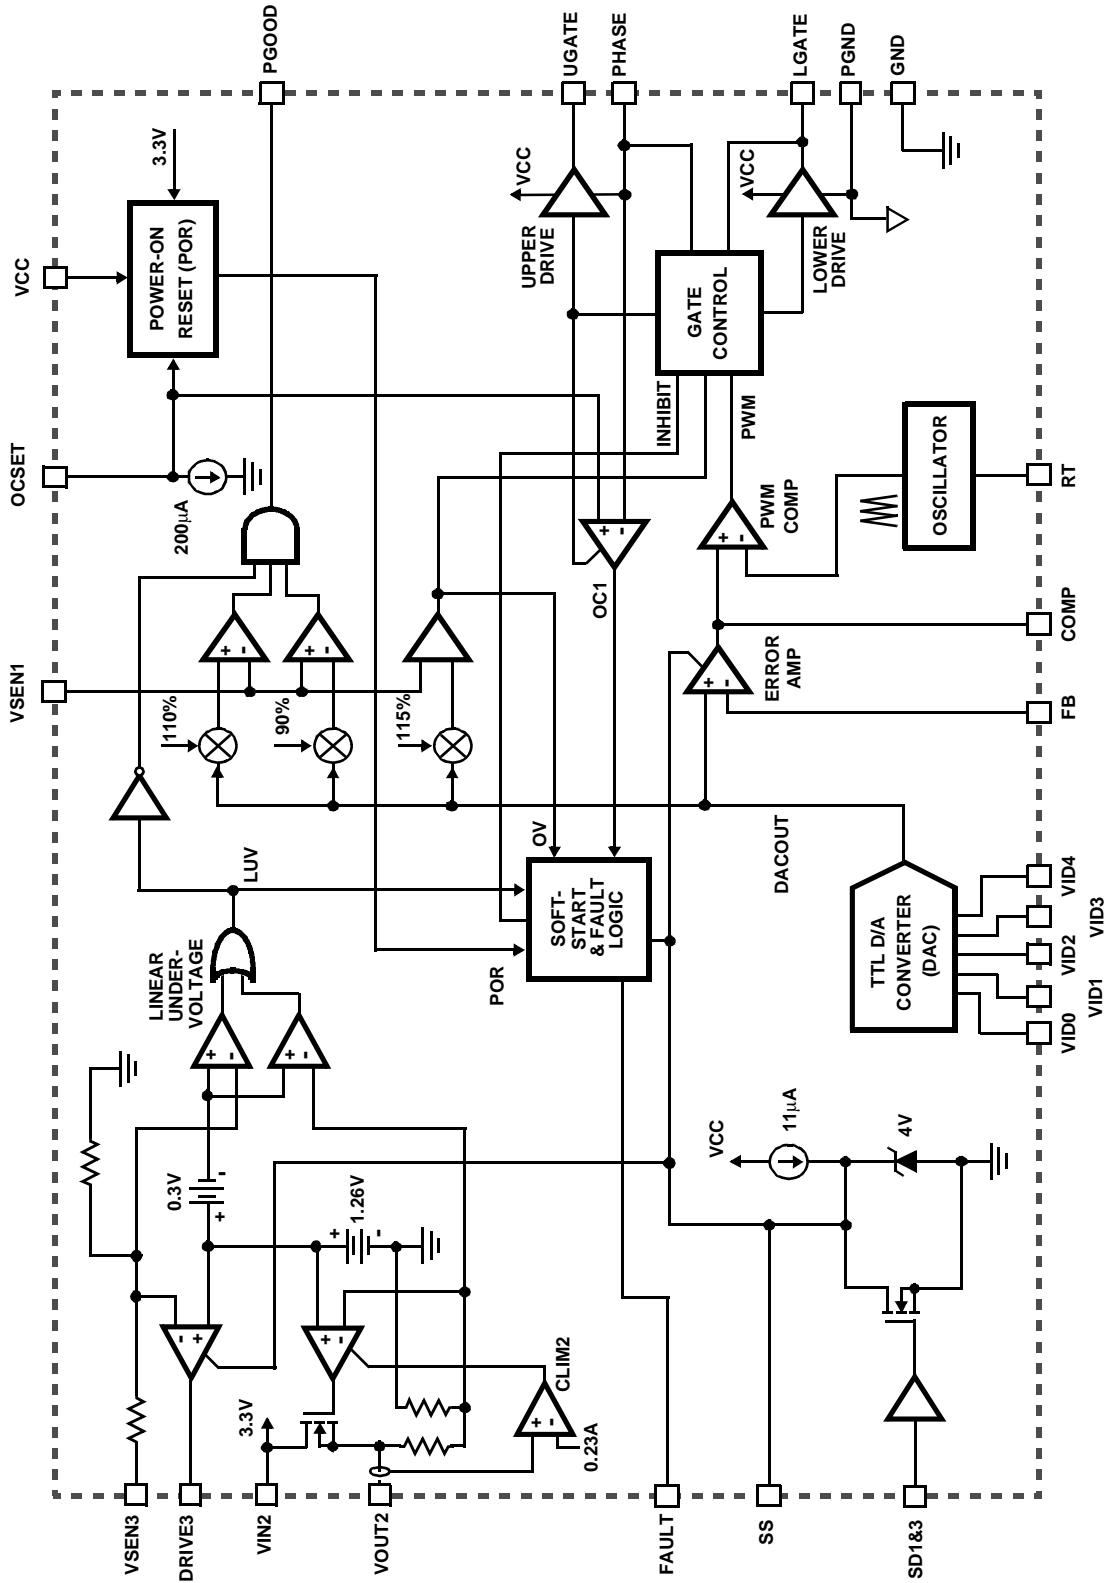 VSEN1
OCSET
VCC
3.3V
POWER-ON
RESET (POR)
PGOOD
200µA
110%
90%
115%
+
-
+
-
LINEAR
UNDER-
VOLTAGE
LUV
+
-
+
-
0.3V
-
+
+
1.26V
-
-
+
+
-
3.3V
CLIM2
+
-
0.23A
VSEN3
DRIVE3
VIN2
VOUT2
FAULT
SS
SD1&3
POR
OV
SOFT-
START
& FAULT
LOGIC
OC1
+
-
INHIBIT
PWM
GATE
CONTROL
UPPER
DRIVE
VCC
LOWER
DRIVE
VCC
UGATE
PHASE
LGATE
PGND
GND
PWM
COMP
+
-
ERROR
AMP
+
-
OSCILLATOR
RT
COMP
FB
DACOUT
TTL D/A
CONVERTER
(DAC)
VID4
VID3
VID2
VID1
VID0
VCC
11µA
4V